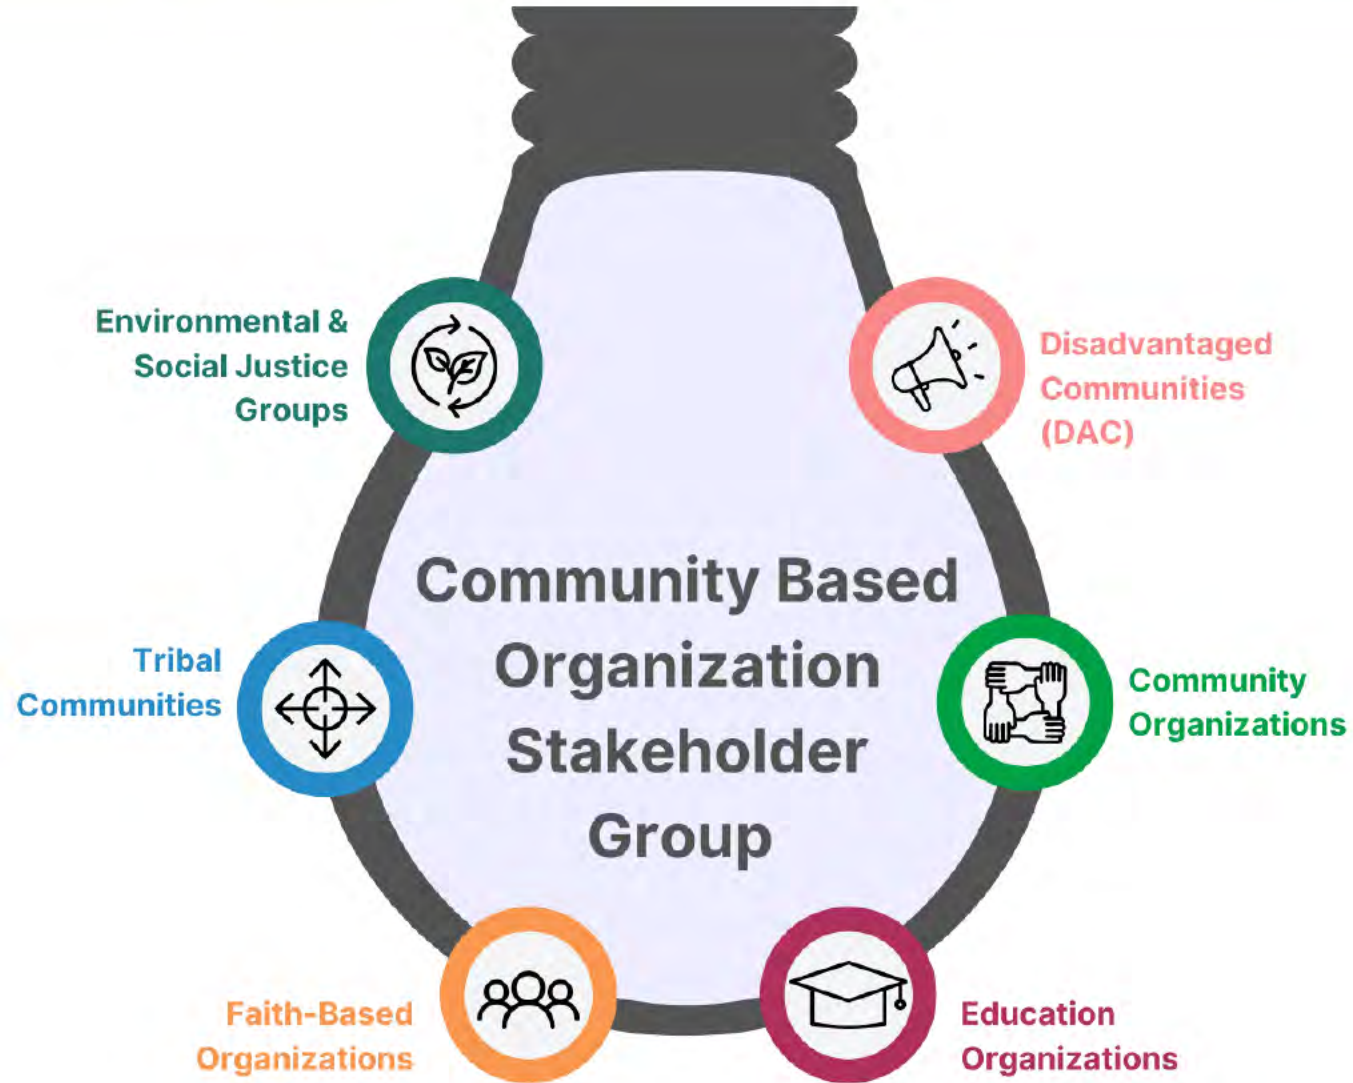 Environmental &
Social Justice
Groups
Disadvantaged
Communities
(DAC)
Community Based
Organization
Stakeholder
Group
Tribal
Communities
Community
Organizations
Faith-Based
Organizations
Education
Organizations